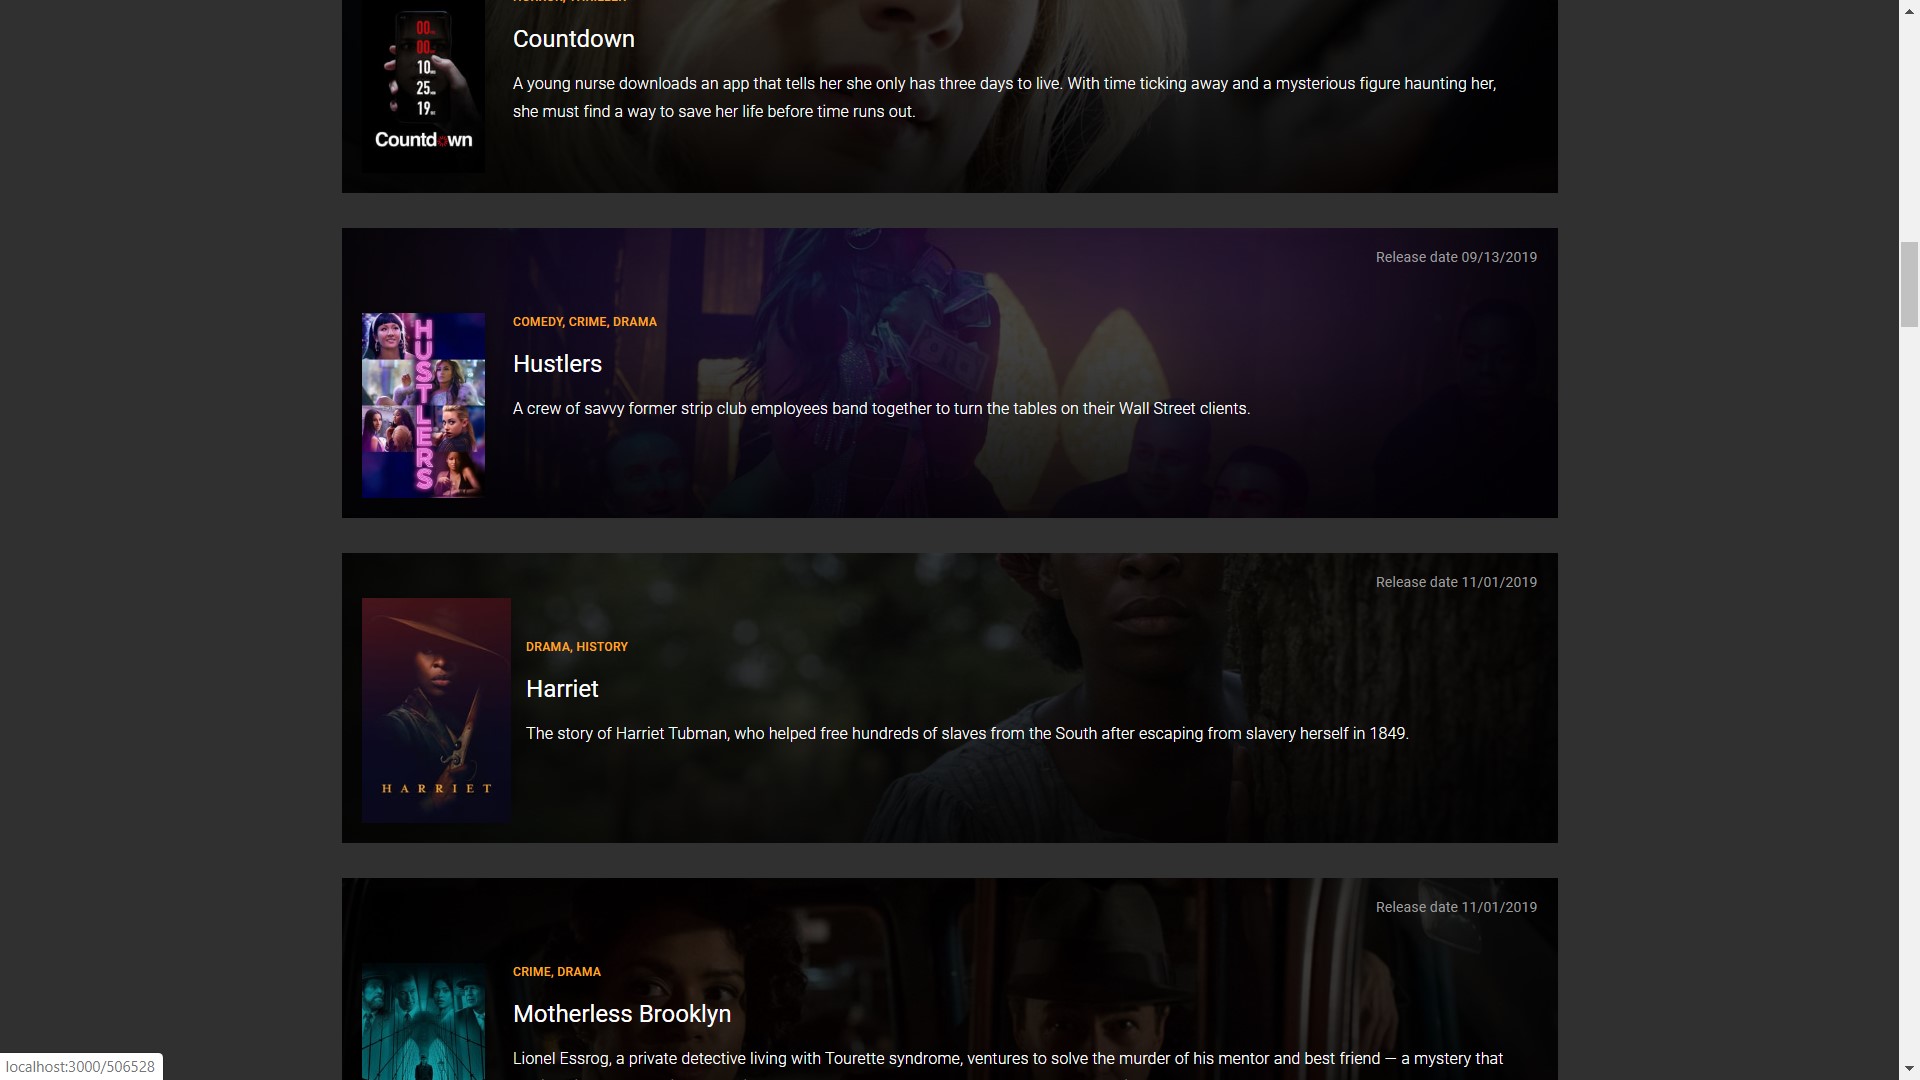 00
Countdown
00
10
25
19
A young nurse downloads an app that tells her she only has three days to live. With time ticking away and a mysterious figure haunting her,
she must find a way to save her life before time runs out.
Countdown
Release date 09/13/2019
COMEDY, CRIME, DRAMA
HUSTLERS
Hustlers
A crew of savvy former strip club employees band together to turn the tables on their Wall Street clients.
Release date 11/01/2019
DRAMA, HISTORY
Harriet
The story of Harriet Tubman, who helped free hundreds of slaves from the South after escaping from slavery herself in 1849.
HARRIET
Release date 11/01/2019
CRIME, DRAMA
Motherless Brooklyn
Lionel Essrog, a private detective living with Tourette syndrome, ventures to solve the murder of his mentor and best friend — a mystery that
localhost:3000/506528